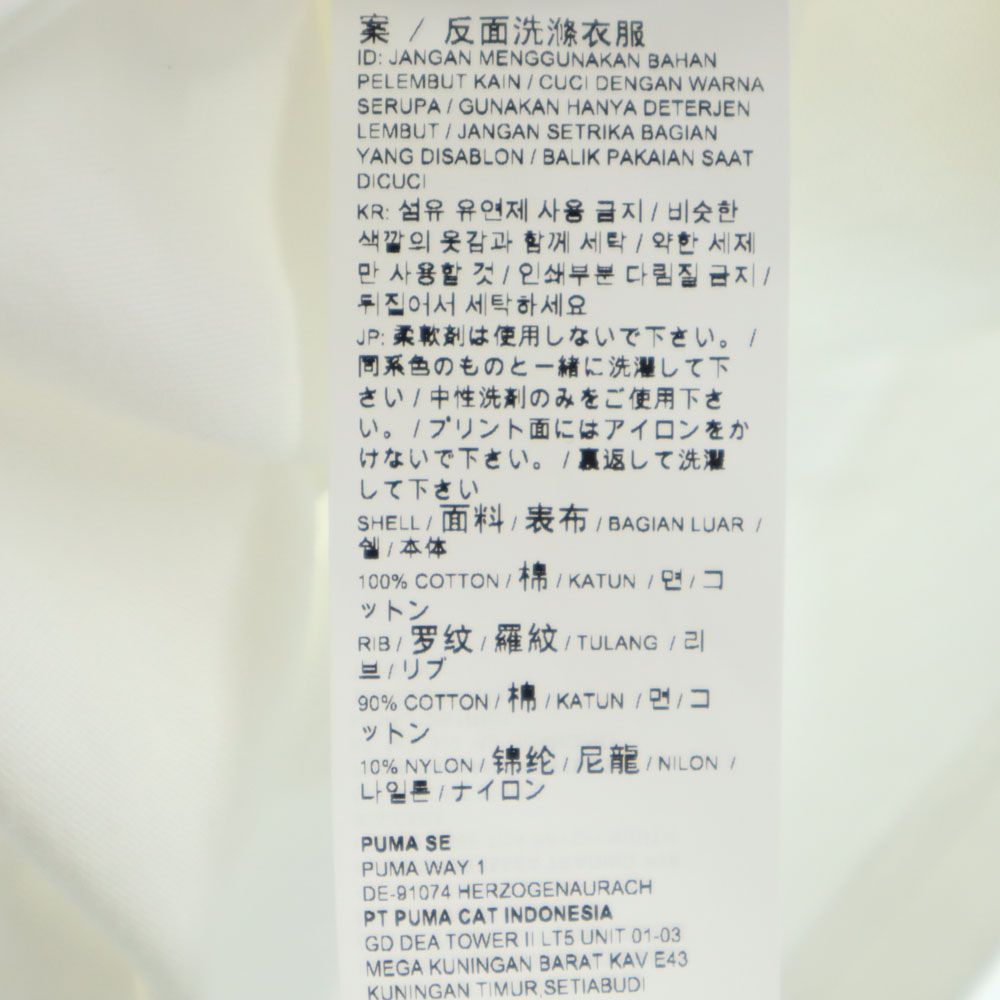 案 / 反面洗滌衣服
ID: JANGAN MENGGUNAKAN BAHAN
PELEMBUT KAIN / CUCI DENGAN WARNA
SERUPA / GUNAKAN HANYA DETERJEN
LEMBUT / JANGAN SETRIKA BAGIAN
YANG DISABLON / BALIK PAKAIAN SAAT
DICUCI
KR: 섬유 유연제 사용 금지 / 비슷한
색깔의 옷감과 함께 세탁 / 약한 세제
만 사용할 것 / 인쇄부분 다림질 금지 /
뒤집어서 세탁하세요
JP: 柔軟剤は使用しないで下さい。 /
同系色のものと一緒に洗濯して下
さい / 中性洗剤のみをご使用下さ
い。 / プリント面にはアイロンをか
けないで下さい。 / 裏返して洗濯
して下さい
SHELL / 面料 / 表布 / BAGIAN LUAR /
쉘 / 本体
100% COTTON / 棉 / KATUN / 면 / コ
ットン
RIB / 罗纹 / 羅紋 / TULANG / 리
브 / リブ
90% COTTON / 棉 / KATUN / 면 / コ
ットン
10% NYLON / 锦纶 / 尼龍 / NILON /
나일론 / ナイロン
PUMA SE
PUMA WAY 1
DE-91074 HERZOGENAURACH
PT PUMA CAT INDONESIA
GD DEA TOWER II LT5 UNIT 01-03
MEGA KUNINGAN BARAT KAV E43
KUNINGAN TIMUR,SETIABUDI